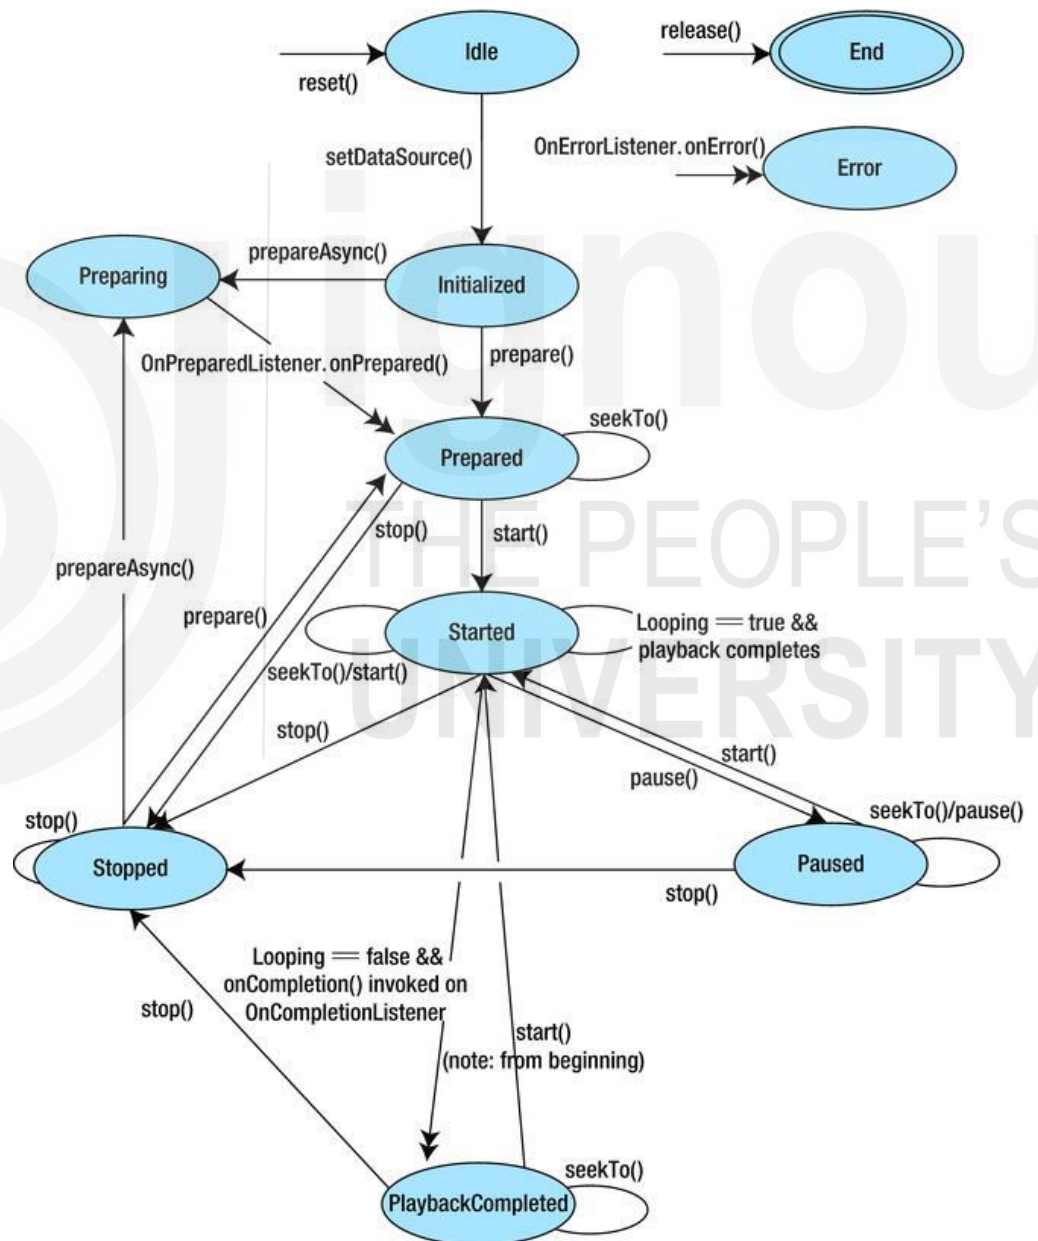 Idle
release()
End
reset()
OnErrorListener.onError()
Error
setDataSource()
ignou
Preparing
prepareAsync()
Initialized
OnPreparedListener.onPrepared()
prepare()
Prepared
seekTo()
THE PEOPLE'S
UNIVERSITY
stop()
start()
prepareAsync()
prepare()
Started
Looping == true &&
playback completes
seekTo()/start()
stop()
start()
pause()
stop()
Stopped
seekTo()/pause()
Paused
stop()
Looping == false &&
onCompletion() invoked on
OnCompletionListener
stop()
start()
(note: from beginning)
PlaybackCompleted
seekTo()